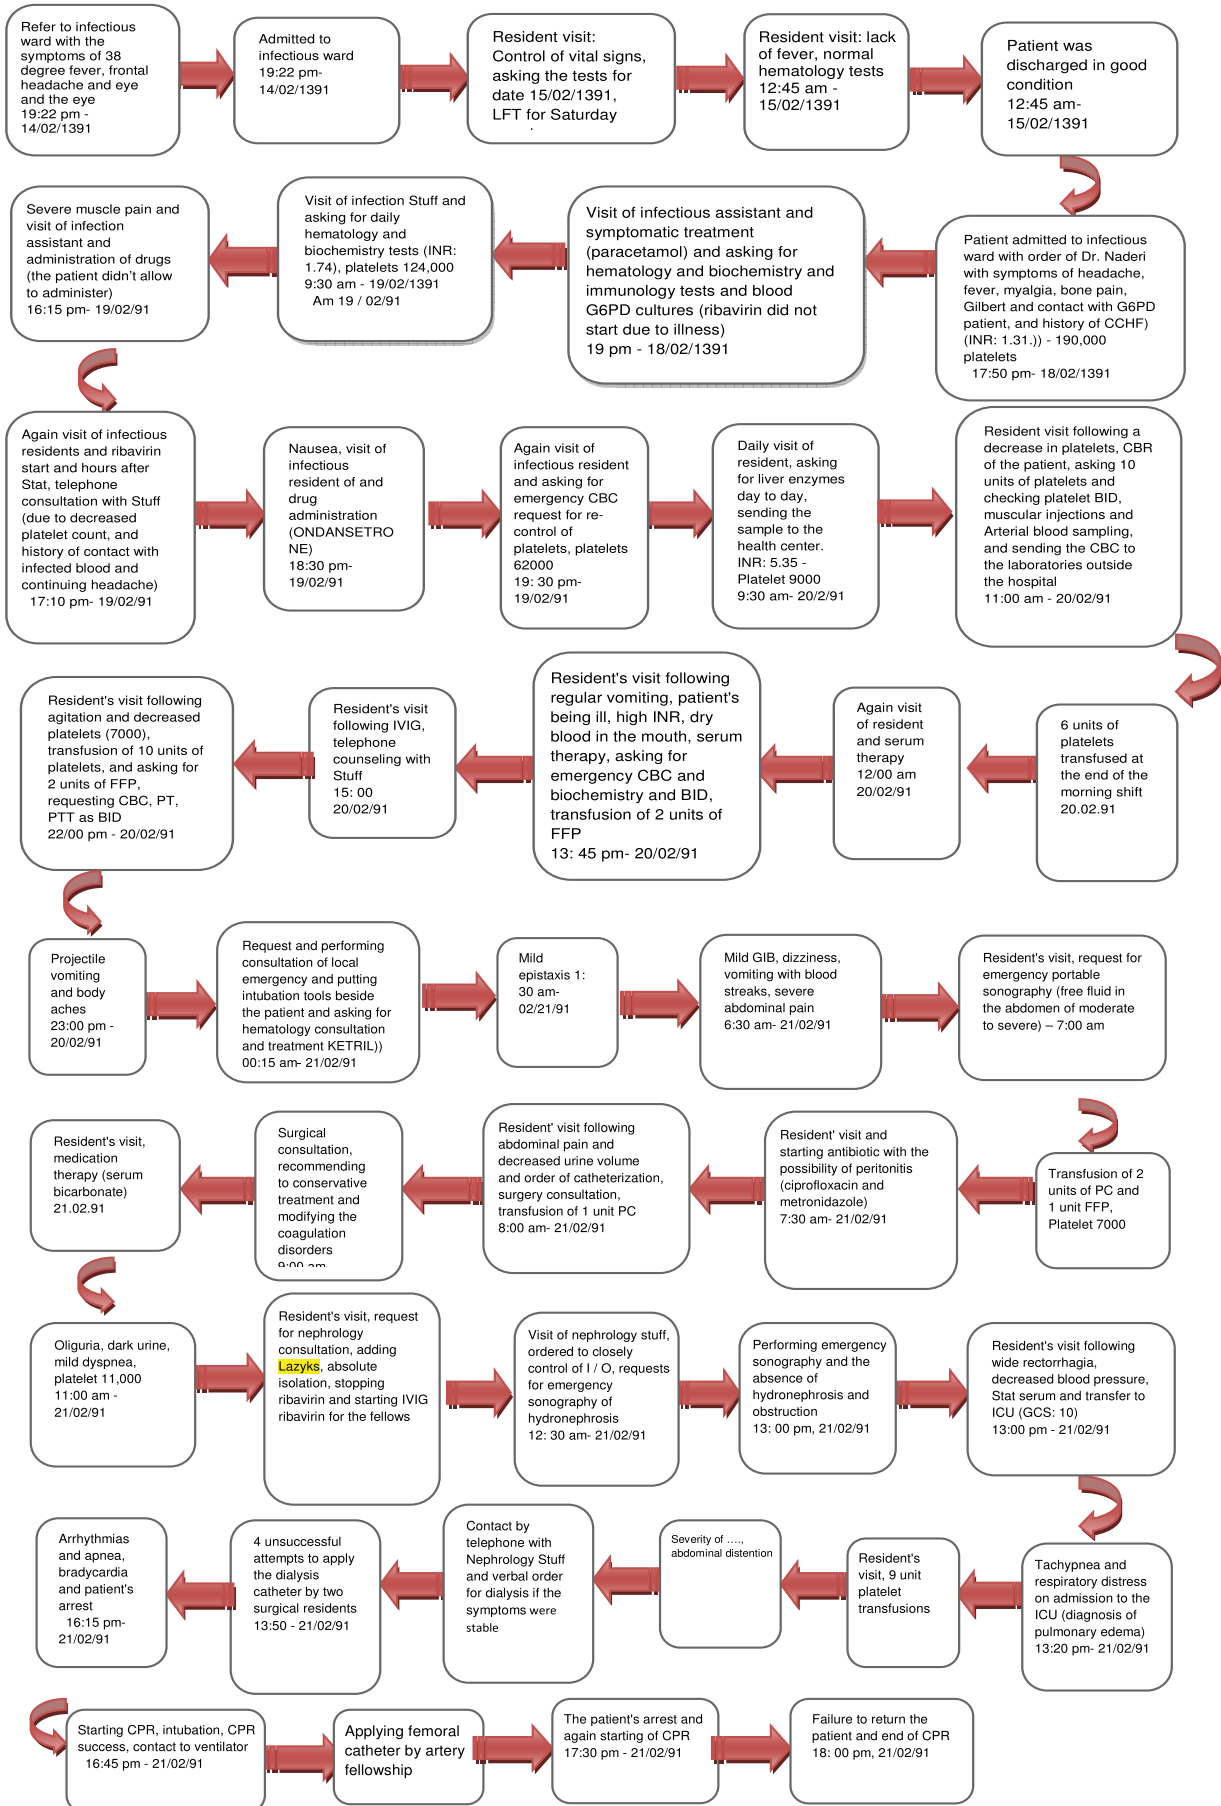 Refer to infectious
ward with the
symptoms of 38
degree fever, frontal
headache and eye
and the eye
19:22 pm -
14/02/1391
Admitted to
infectious ward
19:22 pm-
14/02/1391
Resident visit:
Control of vital signs,
asking the tests for
date 15/02/1391,
LFT for Saturday
Resident visit: lack
of fever, normal
hematology tests
12:45 am -
15/02/1391
Patient was
discharged in good
condition
12:45 am-
15/02/1391
Patient admitted to infectious
ward with order of Dr. Naderi
with symptoms of headache,
fever, myalgia, bone pain,
Gilbert and contact with G6PD
patient, and history of CCHF)
(INR: 1.31.)) - 190,000
platelets
17:50 pm- 18/02/1391
Visit of infectious assistant and
symptomatic treatment
(paracetamol) and asking for
hematology and biochemistry and
immunology tests and blood
G6PD cultures (ribavirin did not
start due to illness)
19 pm - 18/02/1391
Visit of infection Stuff and
asking for daily
hematology and
biochemistry tests (INR:
1.74), platelets 124,000
9:30 am - 19/02/1391
Am 19 / 02/91
Severe muscle pain and
visit of infection
assistant and
administration of drugs
(the patient didn't allow
to administer)
16:15 pm- 19/02/91
Again visit of infectious
residents and ribavirin
start and hours after
Stat, telephone
consultation with Stuff
(due to decreased
platelet count, and
history of contact with
infected blood and
continuing headache)
17:10 pm- 19/02/91
Nausea, visit of
infectious
resident of and
drug
administration
(ONDANSETRO
NE)
18:30 pm-
19/02/91
Again visit of
infectious resident
and asking for
emergency CBC
request for re-
control of
platelets, platelets
62000
19: 30 pm-
19/02/91
Daily visit of
resident, asking
for liver enzymes
day to day,
sending the
sample to the
health center.
INR: 5.35 -
Platelet 9000
9:30 am- 20/2/91
Resident visit following a
decrease in platelets, CBR
of the patient, asking 10
units of platelets and
checking platelet BID,
muscular injections and
Arterial blood sampling,
and sending the CBC to
the laboratories outside
the hospital
11:00 am - 20/02/91
6 units of
platelets
transfused at
the end of the
morning shift
20.02.91
Again visit
of resident
and serum
therapy
12/00 am
20/02/91
Resident's visit following
regular vomiting, patient's
being ill, high INR, dry
blood in the mouth, serum
therapy, asking for
emergency CBC and
biochemistry and BID,
transfusion of 2 units of
FFP
13: 45 pm- 20/02/91
Resident's visit
following IVIG,
telephone
counseling with
Stuff
15: 00
20/02/91
Resident's visit following
agitation and decreased
platelets (7000),
transfusion of 10 units of
platelets, and asking for
2 units of FFP,
requesting CBC, PT,
PTT as BID
22/00 pm - 20/02/91
Projectile
vomiting
and body
aches
23:00 pm -
20/02/91
Request and performing
consultation of local
emergency and putting
intubation tools beside
the patient and asking for
hematology consultation
and treatment KETRIL))
00:15 am- 21/02/91
Mild
epistaxis 1:
30 am-
02/21/91
Mild GIB, dizziness,
vomiting with blood
streaks, severe
abdominal pain
6:30 am- 21/02/91
Resident's visit, request for
emergency portable
sonography (free fluid in
the abdomen of moderate
to severe) – 7:00 am
Transfusion of 2
units of PC and
1 unit FFP,
Platelet 7000
Resident' visit and
starting antibiotic with the
possibility of peritonitis
(ciprofloxacin and
metronidazole)
7:30 am- 21/02/91
Resident' visit following
abdominal pain and
decreased urine volume
and order of catheterization,
surgery consultation,
transfusion of 1 unit PC
8:00 am- 21/02/91
Surgical
consultation,
recommending
to conservative
treatment and
modifying the
coagulation
disorders
9:00 am
Resident's visit,
medication
therapy (serum
bicarbonate)
21.02.91
Oliguria, dark urine,
mild dyspnea,
platelet 11,000
11:00 am -
21/02/91
Resident's visit, request
for nephrology
consultation, adding
Lazyks, absolute
isolation, stopping
ribavirin and starting IVIG
ribavirin for the fellows
Visit of nephrology stuff,
ordered to closely
control of I / O, requests
for emergency
sonography of
hydronephrosis
12: 30 am- 21/02/91
Performing emergency
sonography and the
absence of
hydronephrosis and
obstruction
13: 00 pm, 21/02/91
Resident's visit following
wide rectorrhagia,
decreased blood pressure,
Stat serum and transfer to
ICU (GCS: 10)
13:00 pm - 21/02/91
Tachypnea and
respiratory distress
on admission to the
ICU (diagnosis of
pulmonary edema)
13:20 pm- 21/02/91
Resident's
visit, 9 unit
platelet
transfusions
Severity of ....,
abdominal distention
Contact by
telephone with
Nephrology Stuff
and verbal order
for dialysis if the
symptoms were
stable
4 unsuccessful
attempts to apply
the dialysis
catheter by two
surgical residents
13:50 - 21/02/91
Arrhythmias
and apnea,
bradycardia
and patient's
arrest
16:15 pm-
21/02/91
Starting CPR, intubation, CPR
success, contact to ventilator
16:45 pm - 21/02/91
Applying femoral
catheter by artery
fellowship
The patient's arrest and
again starting of CPR
17:30 pm - 21/02/91
Failure to return the
patient and end of CPR
18: 00 pm, 21/02/91